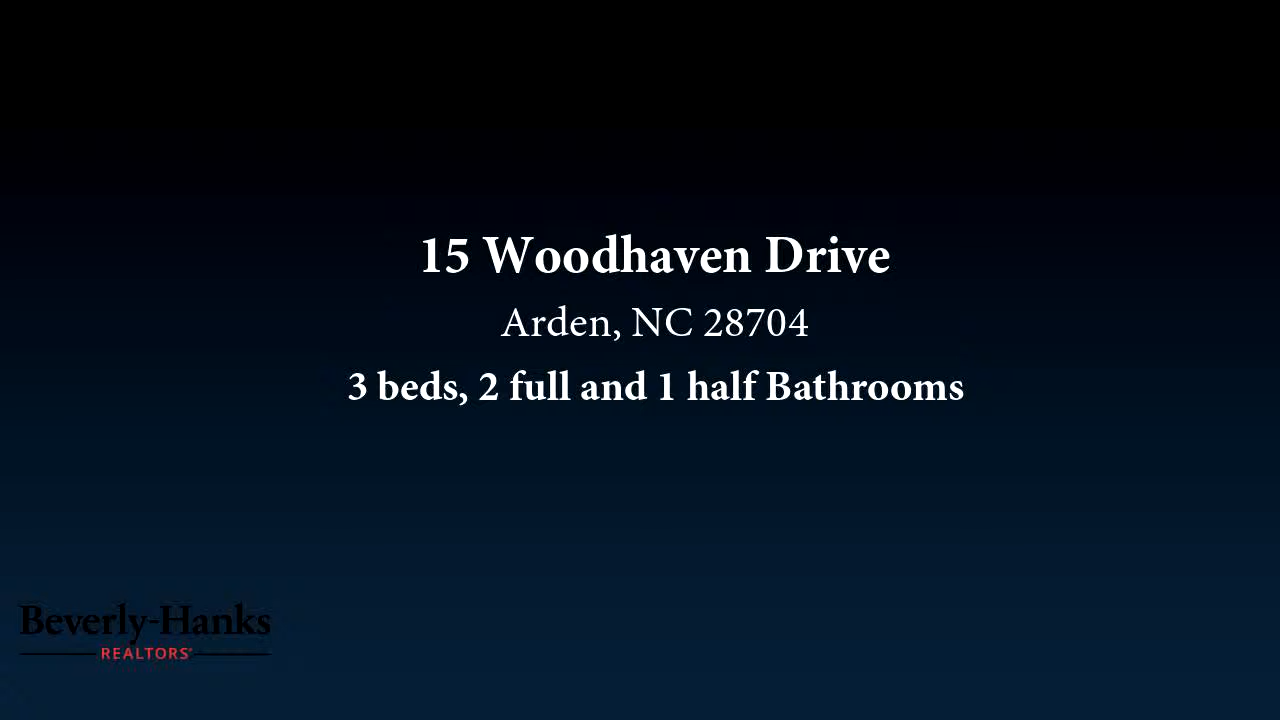 15 Woodhaven Drive
Arden, NC 28704
3 beds, 2 full and 1 half Bathrooms
Beverly-Hanks
REALTORS®